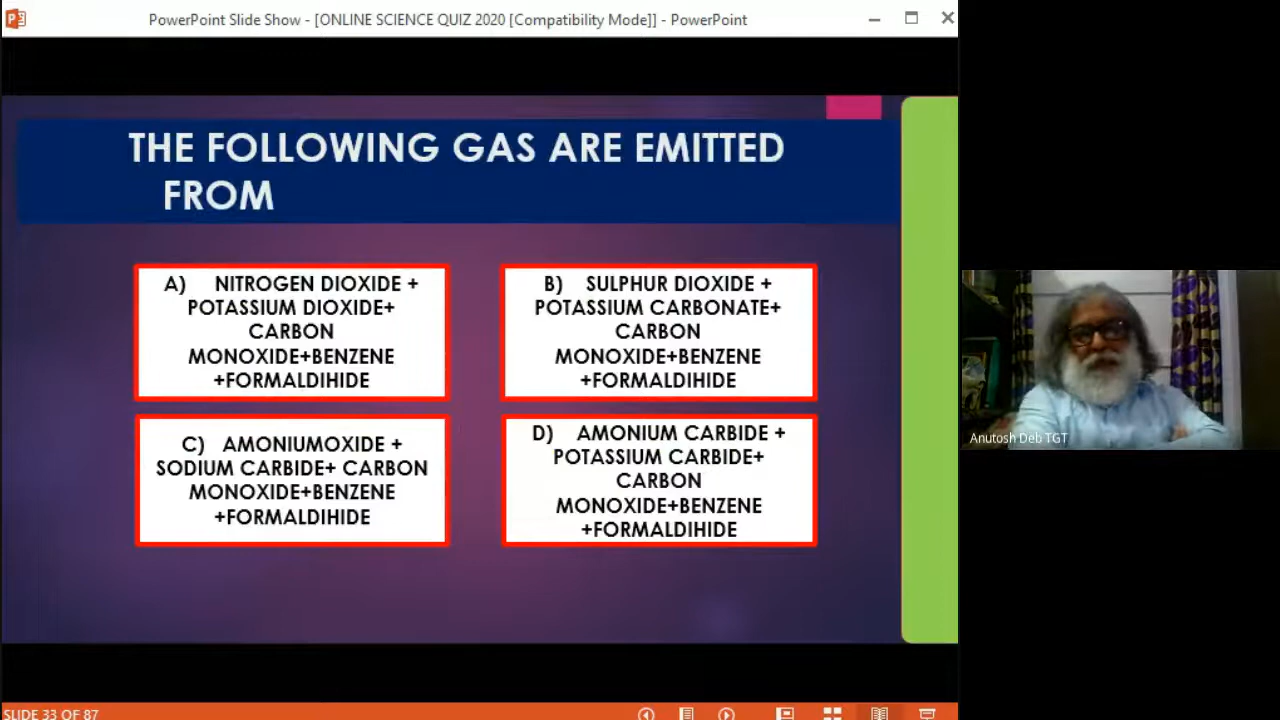 PowerPoint Slide Show - [ONLINE SCIENCE QUIZ 2020 [Compatibility Mode]] - PowerPoint
THE FOLLOWING GAS ARE EMITTED
FROM
A) NITROGEN DIOXIDE +
POTASSIUM DIOXIDE+
CARBON
MONOXIDE+BENZENE
+FORMALDIHIDE
B) SULPHUR DIOXIDE +
POTASSIUM CARBONATE+
CARBON
MONOXIDE+BENZENE
+FORMALDIHIDE
C) AMONIUMOXIDE +
SODIUM CARBIDE+ CARBON
MONOXIDE+BENZENE
+FORMALDIHIDE
D) AMONIUM CARBIDE +
POTASSIUM CARBIDE+
CARBON
MONOXIDE+BENZENE
+FORMALDIHIDE
Anutosh Deb TGT
SLIDE 33 OF 87